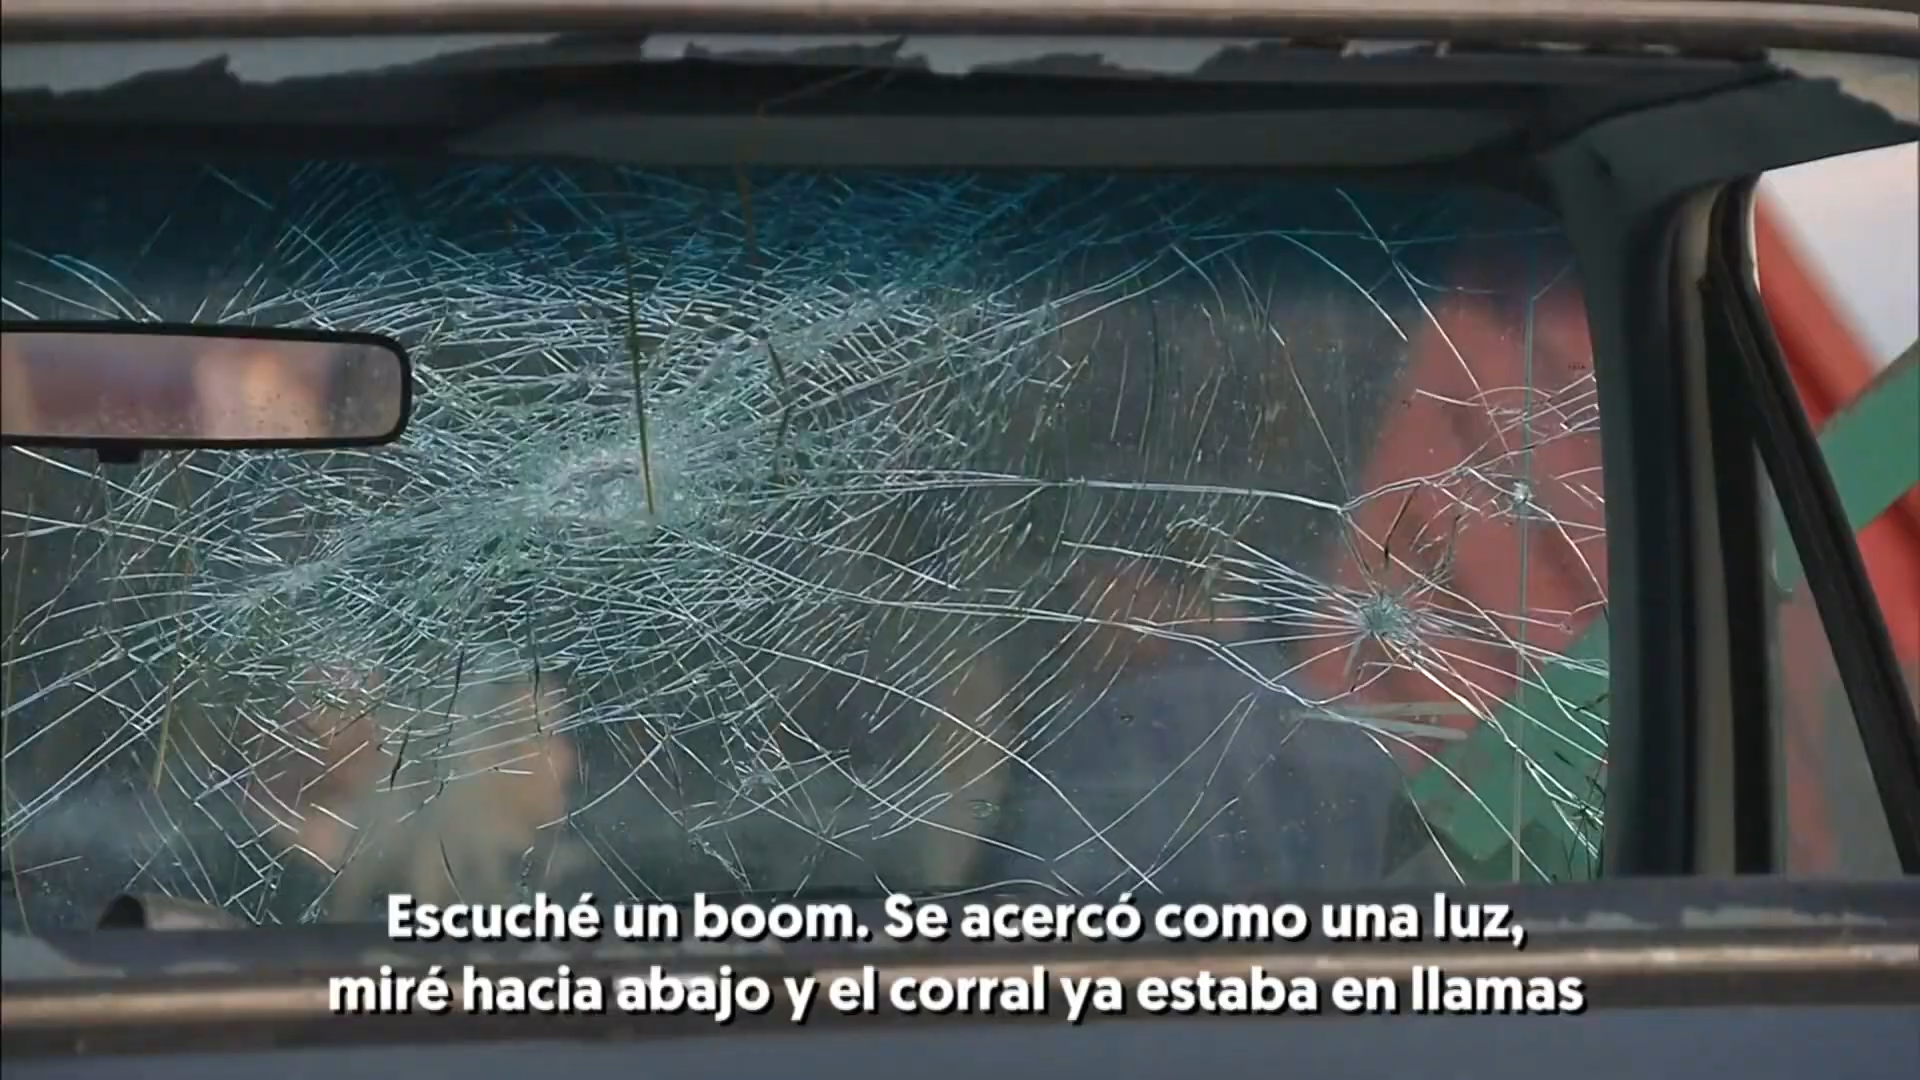 Escuché un boom. Se acercó como una luz,
miré hacia abajo y el corral ya estaba en llamas